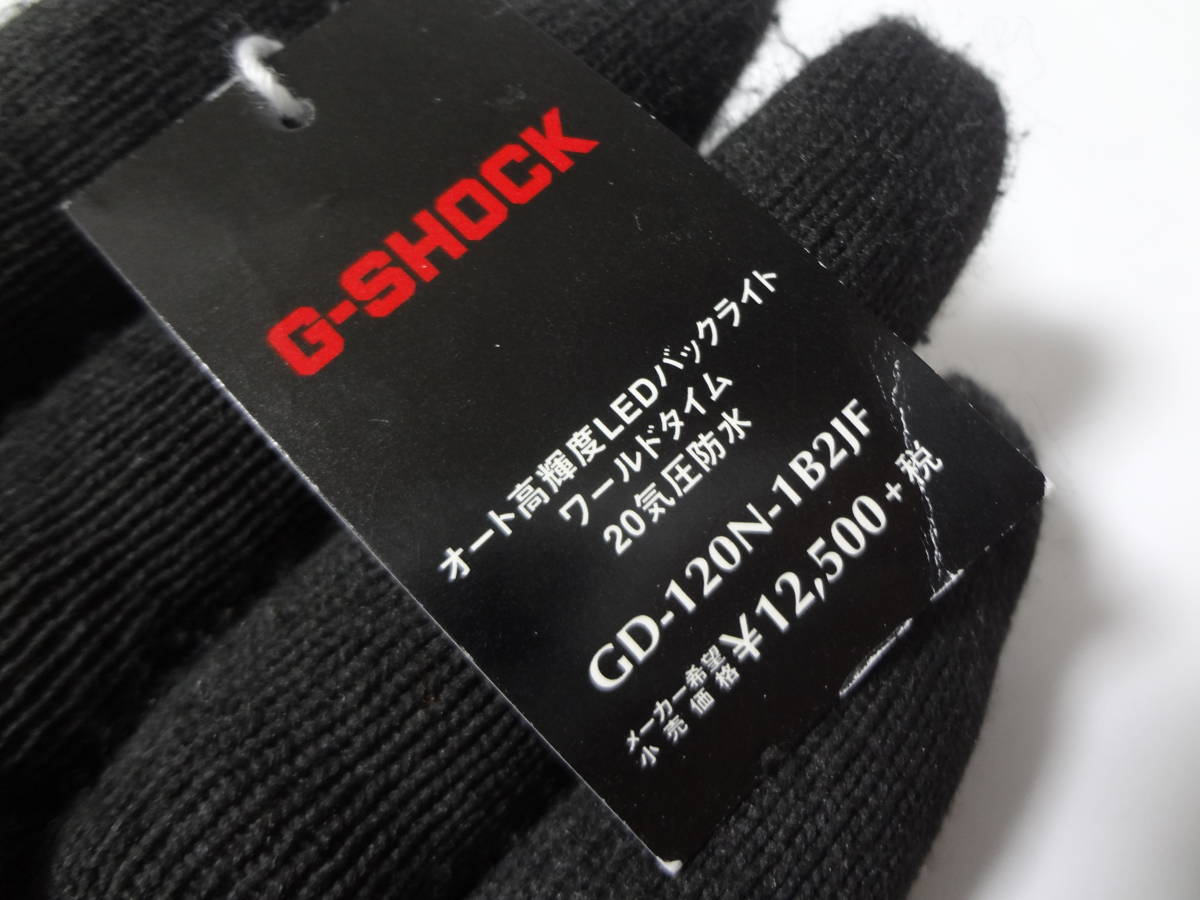 G-SHOCK
オート高輝度LEDバックライト
ワールドタイム
20気圧防水
GD-120N-1B2JF
メーカー希望
小売価格
¥12,500+税